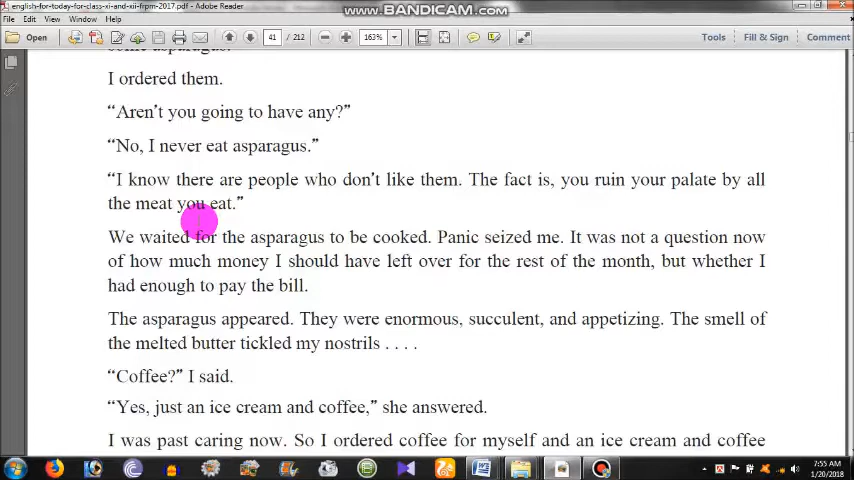 english-for-today-for-class-xi-and-xii-frpm-2017.pdf - Adobe Reader
www.BANDICAM.com
File Edit View Window Help
Open 41 / 212 163% Tools Fill & Sign Comment
some asparagus.
I ordered them.
“Aren’t you going to have any?”
“No, I never eat asparagus.”
“I know there are people who don’t like them. The fact is, you ruin your palate by all
the meat you eat.”
We waited for the asparagus to be cooked. Panic seized me. It was not a question now
of how much money I should have left over for the rest of the month, but whether I
had enough to pay the bill.
The asparagus appeared. They were enormous, succulent, and appetizing. The smell of
the melted butter tickled my nostrils . . . .
“Coffee?” I said.
“Yes, just an ice cream and coffee,” she answered.
I was past caring now. So I ordered coffee for myself and an ice cream and coffee
7:55 AM
1/20/2018